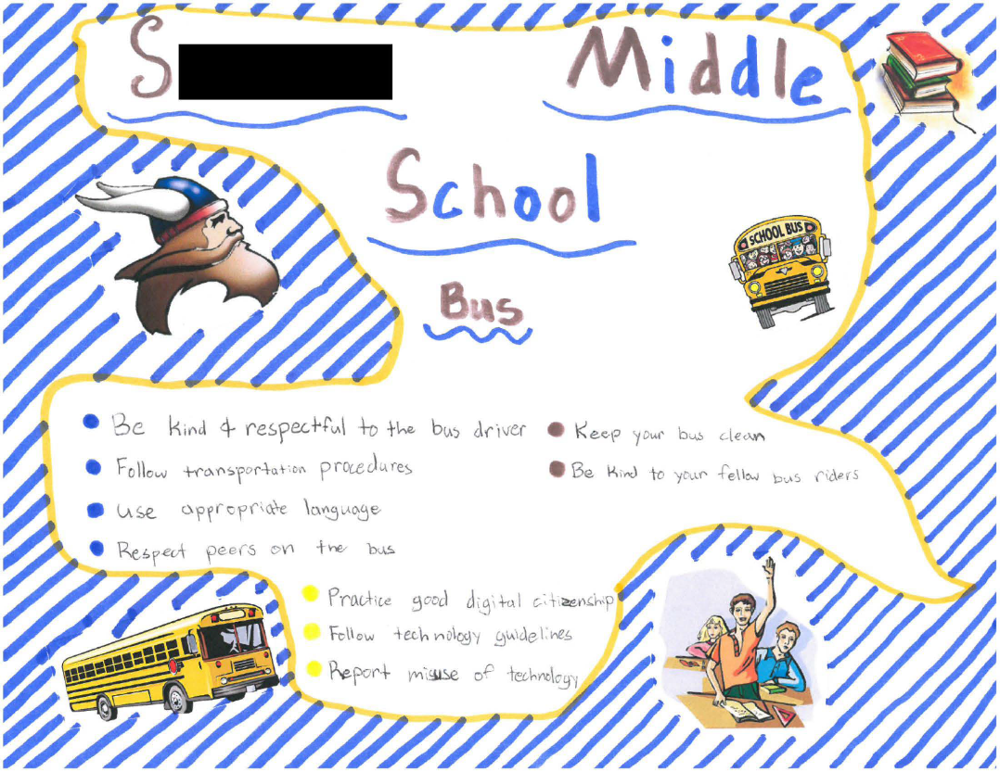 S Middle
School
Bus
SCHOOL BUS
Be kind & respectful to the bus driver
Follow transportation procedures
use appropriate language
Respect peers on the bus
Keep your bus clean
Be Kind to your fellow bus riders
Practice good digital citizenship
Follow technology guidelines
Report misuse of technology